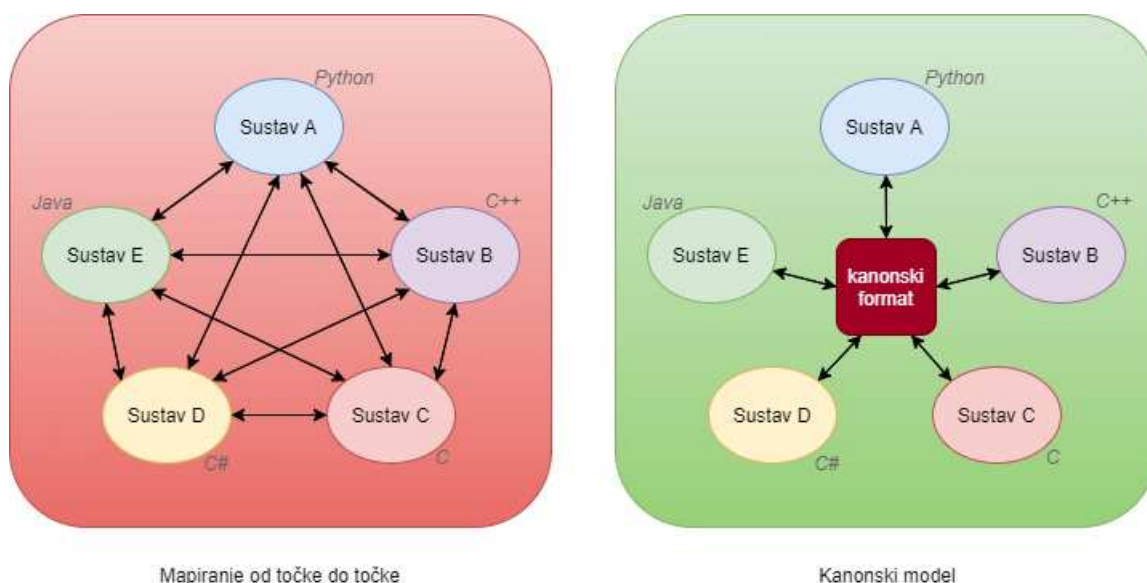 Python
Sustav A
Java
C++
Sustav E
Sustav B
Sustav D
Sustav C
C#
C
Mapiranje od točke do točke
Python
Sustav A
Java
C++
Sustav E
kanonski
format
Sustav B
Sustav D
Sustav C
C#
C
Kanonski model